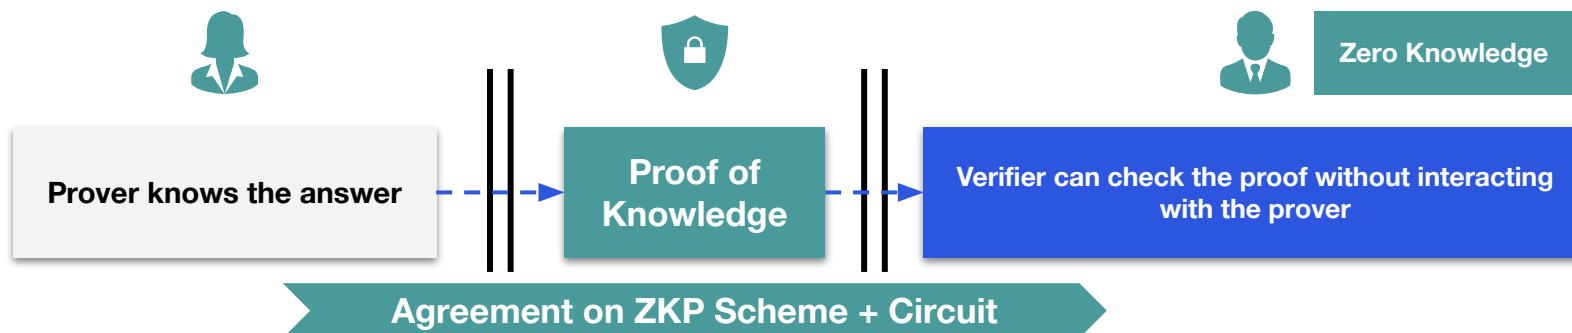 Zero Knowledge
Prover knows the answer
Proof of
Knowledge
Verifier can check the proof without interacting
with the prover
Agreement on ZKP Scheme + Circuit